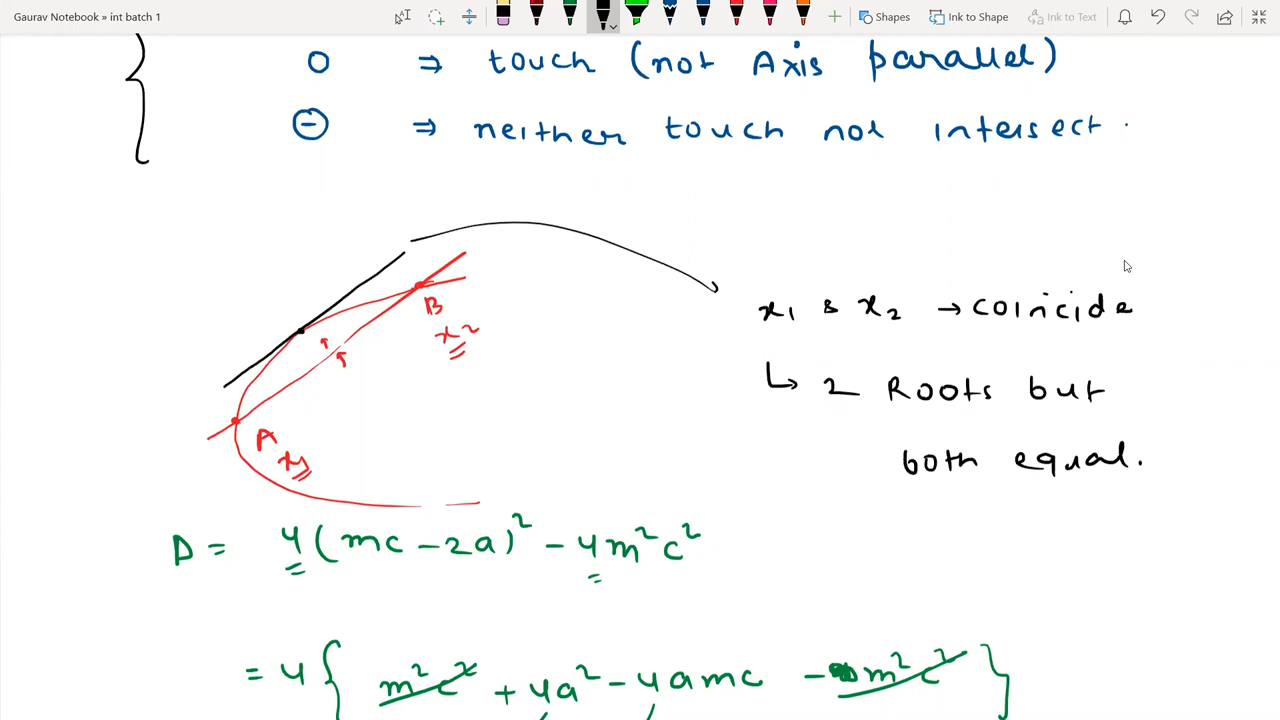 Gaurav Notebook » int batch 1
Shapes Ink to Shape Ink to Text
0 ⇒ touch (not Axis parallel)
⊖ ⇒ neither touch not intersect.
x1 & x2 → coincide
↳ 2 Roots but
both equal.
B
x2
A
D = 4(mc - 2a)² - 4m²c²
= 4 { m²c² + 4a² - 4amc - m²c² }